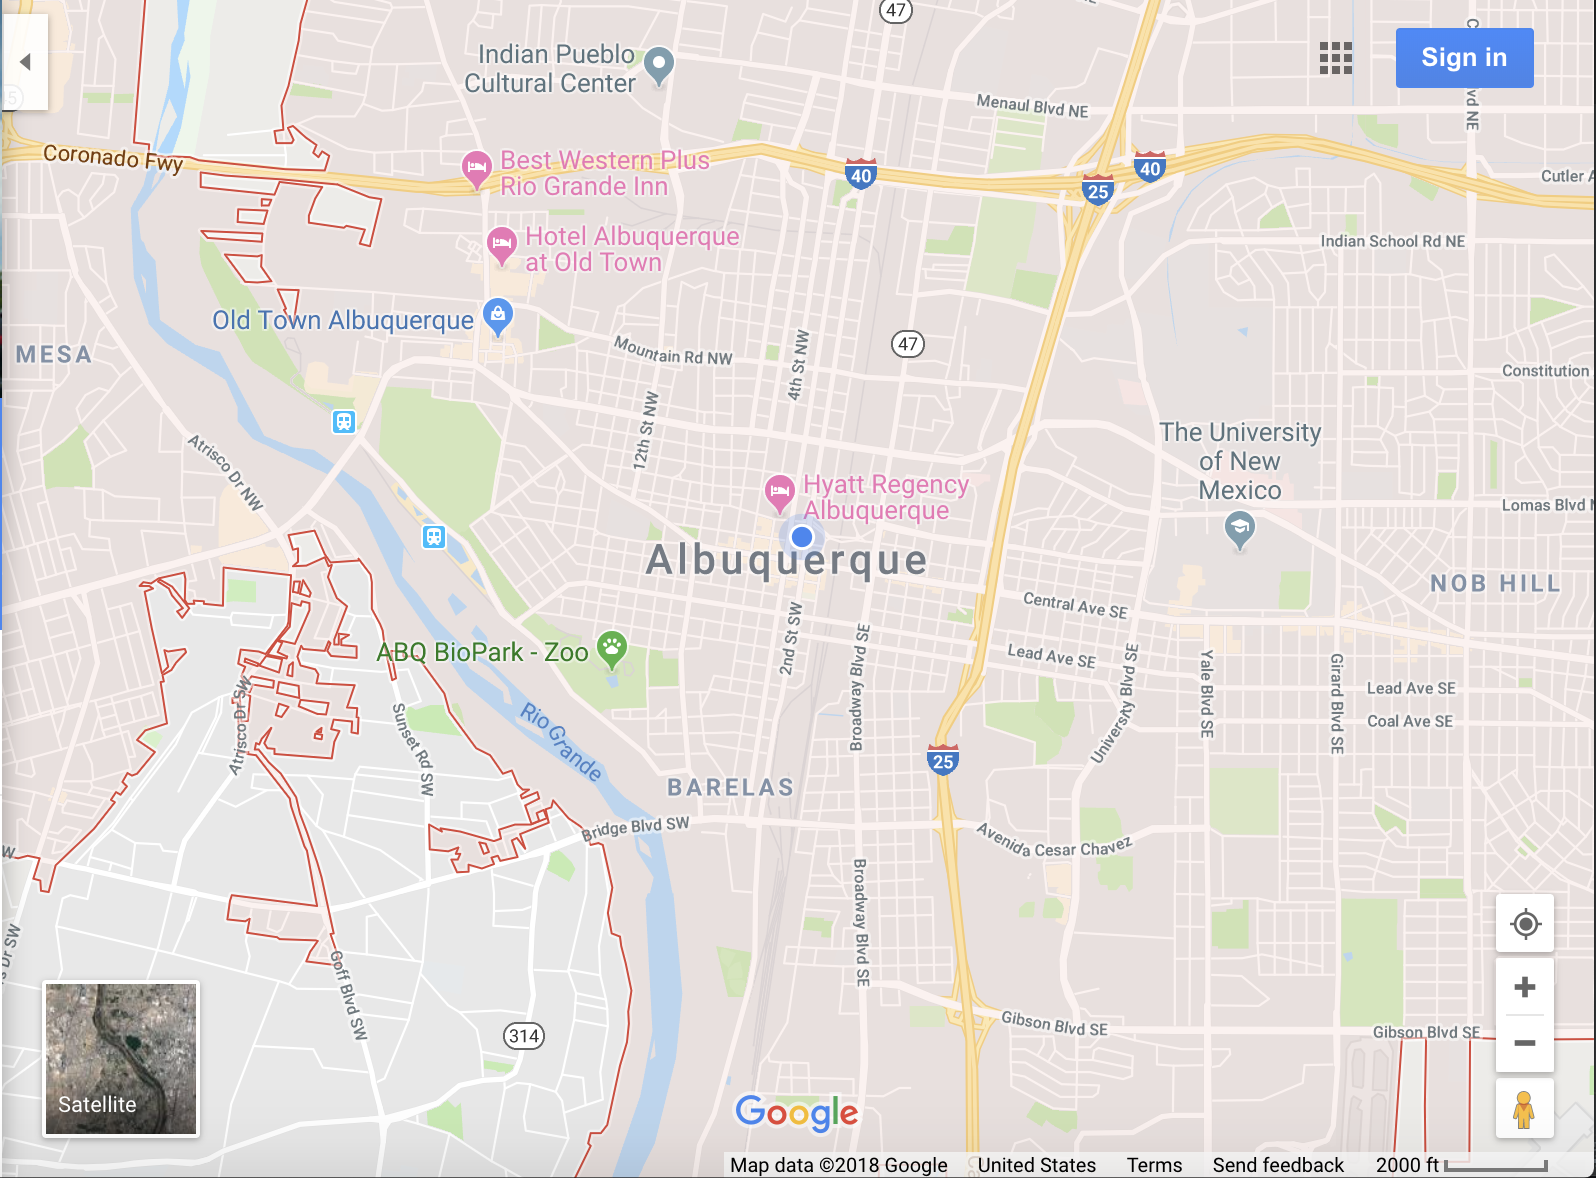 47
Indian Pueblo
Cultural Center
Sign in
Menaul Blvd NE
Coronado Fwy
Best Western Plus
Rio Grande Inn
40
25
40
Cutler A
Hotel Albuquerque
at Old Town
Indian School Rd NE
Old Town Albuquerque
Mountain Rd NW
4th St NW
47
MESA
Constitution
12th St NW
Atrisco Dr NW
The University
of New
Mexico
Hyatt Regency
Albuquerque
Lomas Blvd N
Albuquerque
NOB HILL
Central Ave SE
ABQ BioPark - Zoo
2nd St SW
Broadway Blvd SE
Lead Ave SE
University Blvd SE
Yale Blvd SE
Girard Blvd SE
Lead Ave SE
Coal Ave SE
Atrisco Dr SW
Sunset Rd SW
Rio Grande
25
BARELAS
Bridge Blvd SW
Avenida Cesar Chavez
W
Broadway Blvd SE
s Dr SW
Goff Blvd SW
314
Gibson Blvd SE
Gibson Blvd SE
Satellite
Google
Map data ©2018 Google
United States
Terms
Send feedback
2000 ft